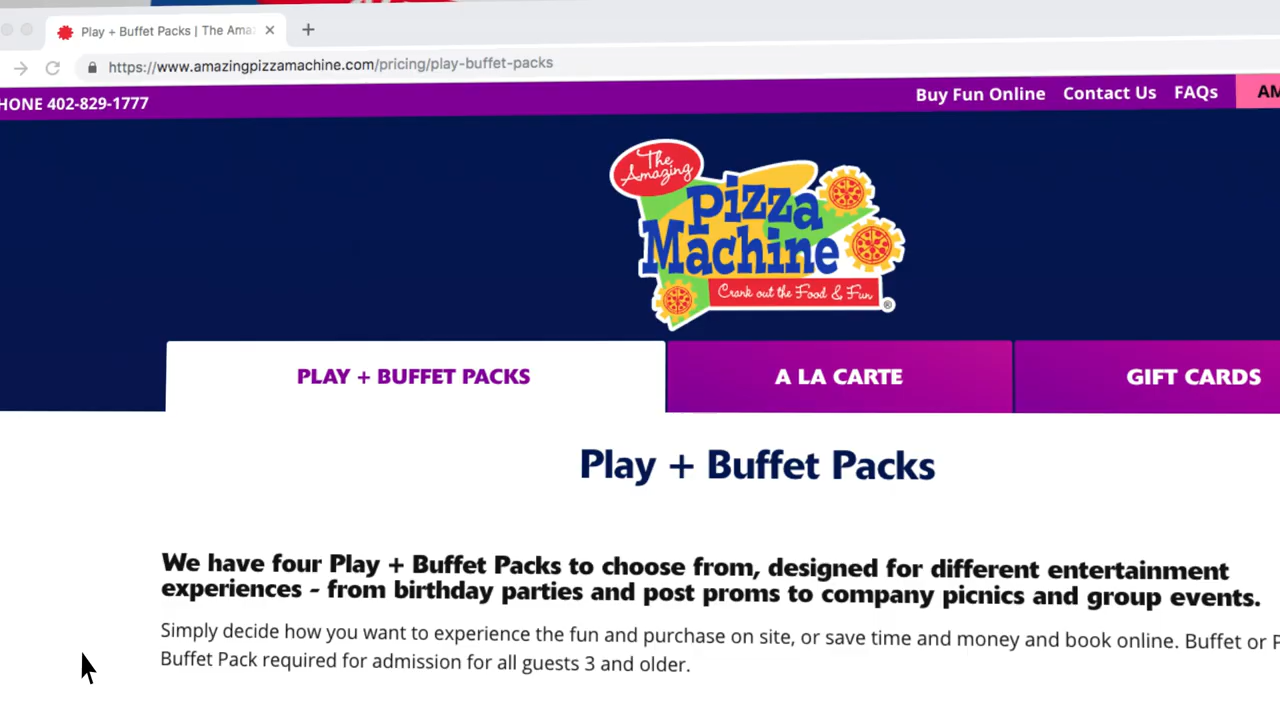 Play + Buffet Packs | The Ama
https://www.amazingpizzamachine.com/pricing/play-buffet-packs
HONE 402-829-1777
Buy Fun Online Contact Us FAQs AM
The
Amazing
Pizza
Machine
Crank out the Food & Fun
®
PLAY + BUFFET PACKS A LA CARTE GIFT CARDS
Play + Buffet Packs
We have four Play + Buffet Packs to choose from, designed for different entertainment
experiences - from birthday parties and post proms to company picnics and group events.
Simply decide how you want to experience the fun and purchase on site, or save time and money and book online. Buffet or P
Buffet Pack required for admission for all guests 3 and older.